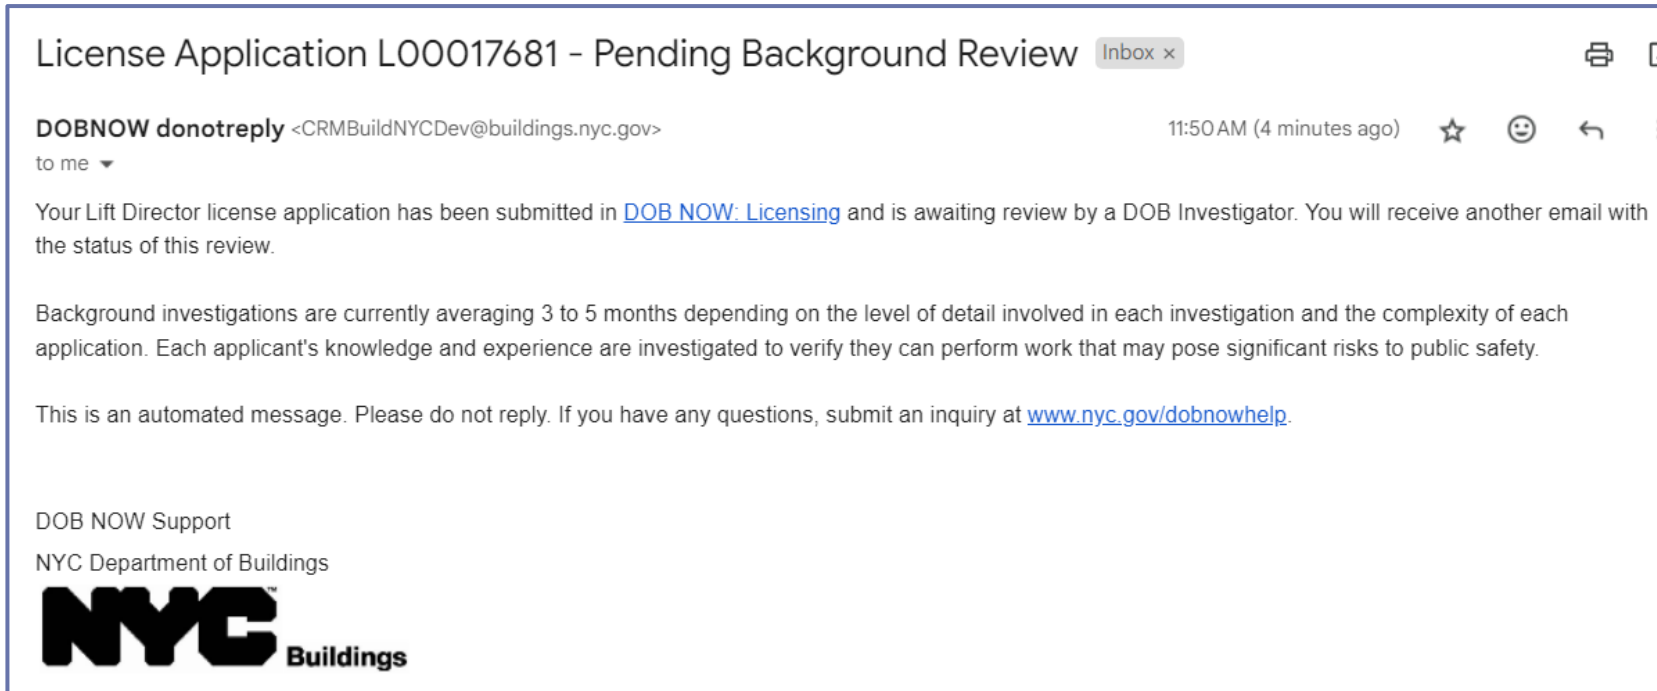 License Application L00017681 - Pending Background Review Inbox ×
DOBNOW donotreply <CRMBuildNYCDev@buildings.nyc.gov> 11:50 AM (4 minutes ago)
to me
Your Lift Director license application has been submitted in DOB NOW: Licensing and is awaiting review by a DOB Investigator. You will receive another email with
the status of this review.
Background investigations are currently averaging 3 to 5 months depending on the level of detail involved in each investigation and the complexity of each
application. Each applicant's knowledge and experience are investigated to verify they can perform work that may pose significant risks to public safety.
This is an automated message. Please do not reply. If you have any questions, submit an inquiry at www.nyc.gov/dobnowhelp.
DOB NOW Support
NYC Department of Buildings
NYC™ Buildings